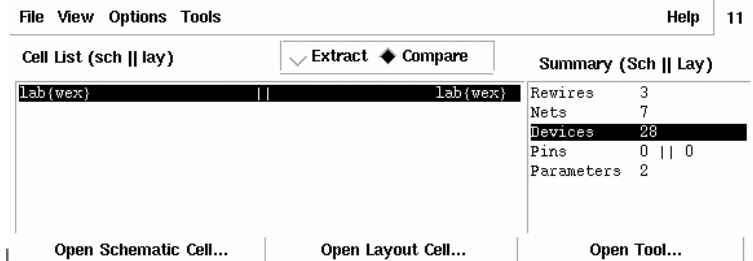 File View Options Tools Help 11
Cell List (sch || lay) Extract Compare Summary (Sch || Lay)
lab{wex} || lab{wex}
Rewires 3
Nets 7
Devices 28
Pins 0 || 0
Parameters 2
Open Schematic Cell... Open Layout Cell... Open Tool...